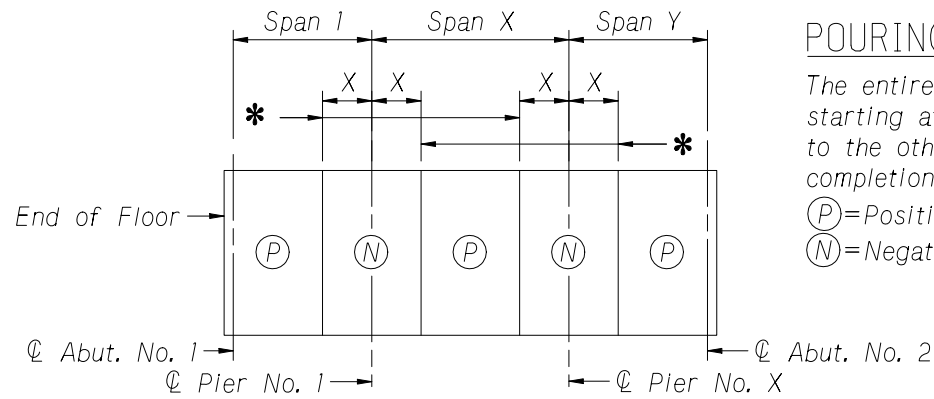 Span 1 Span X Span Y
X X X X
* *
End of Floor
P N P N P
℄ Abut. No. 1
℄ Abut. No. 2
℄ Pier No. 1
℄ Pier No. X
POURING
The entire
starting a
to the oth
completion
P=Positi
N=Negat